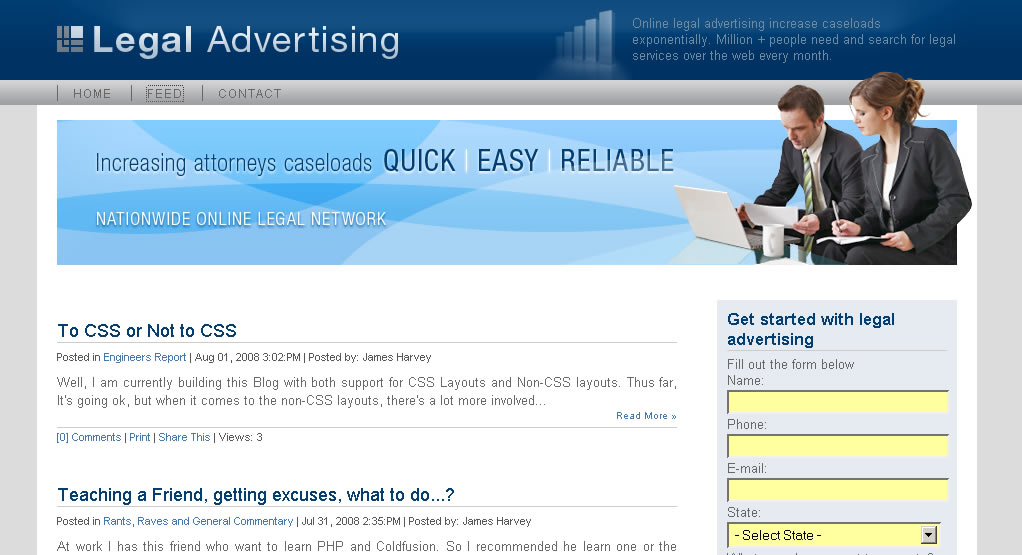 Legal Advertising
Online legal advertising increase caseloads
exponentially. Million + people need and search for legal
services over the web every month.
HOME FEED CONTACT
Increasing attorneys caseloads QUICK | EASY | RELIABLE
NATIONWIDE ONLINE LEGAL NETWORK
To CSS or Not to CSS
Posted in Engineers Report | Aug 01, 2008 3:02:PM | Posted by: James Harvey
Well, I am currently building this Blog with both support for CSS Layouts and Non-CSS layouts. Thus far,
It's going ok, but when it comes to the non-CSS layouts, there's a lot more involved...
Read More »
[0] Comments | Print | Share This | Views: 3
Teaching a Friend, getting excuses, what to do...?
Posted in Rants, Raves and General Commentary | Jul 31, 2008 2:35:PM | Posted by: James Harvey
At work I has this friend who want to learn PHP and Coldfusion. So I recommended he learn one or the
Get started with legal
advertising
Fill out the form below
Name:
Phone:
E-mail:
State:
- Select State -